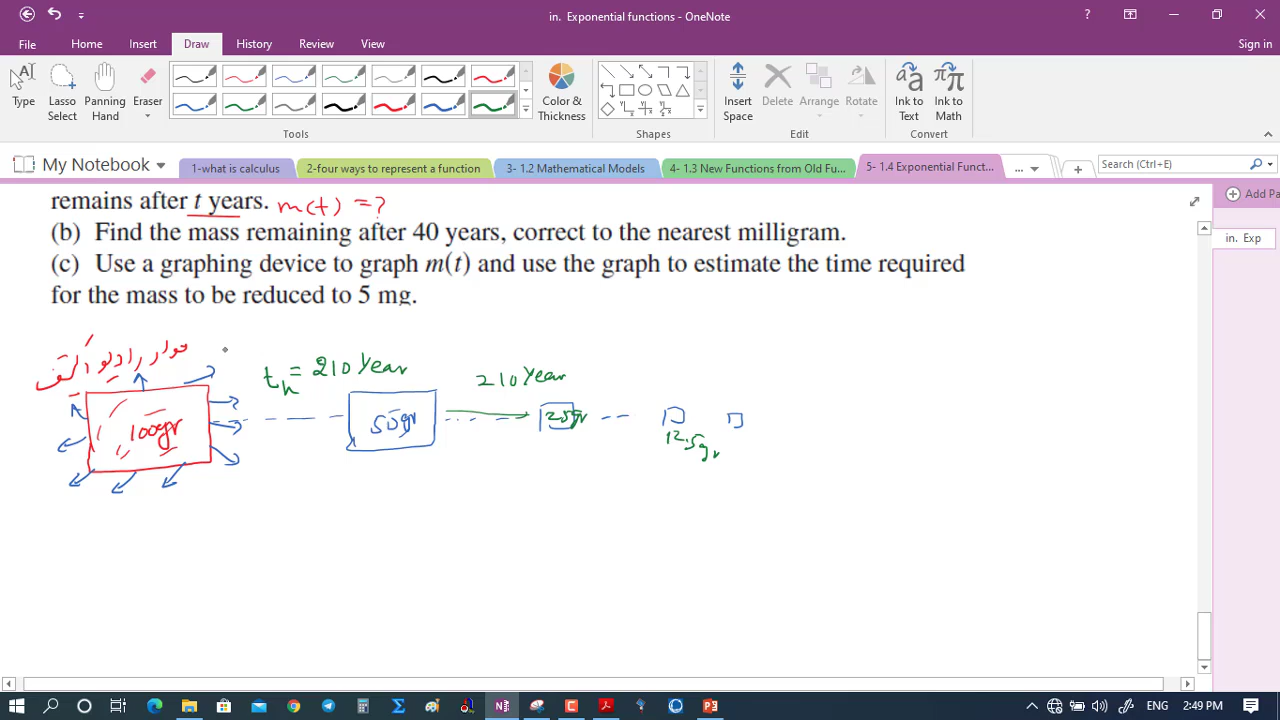 in. Exponential functions - OneNote
File Home Insert Draw History Review View
Sign in
Type
Lasso Select
Panning Hand
Eraser
Color & Thickness
Insert Space
Delete
Arrange
Rotate
Ink to Text
Ink to Math
Tools
Shapes
Edit
Convert
My Notebook
1-what is calculus
2-four ways to represent a function
3- 1.2 Mathematical Models
4- 1.3 New Functions from Old Fu...
5- 1.4 Exponential Funct...
...
Search (Ctrl+E)
Add Pa
in. Exp
remains after t years. m(t) = ?
(b) Find the mass remaining after 40 years, correct to the nearest milligram.
(c) Use a graphing device to graph m(t) and use the graph to estimate the time required
for the mass to be reduced to 5 mg.
th = 210 Year
210 Year
100gr
50gr
25gr
12.5gr
ENG
2:49 PM